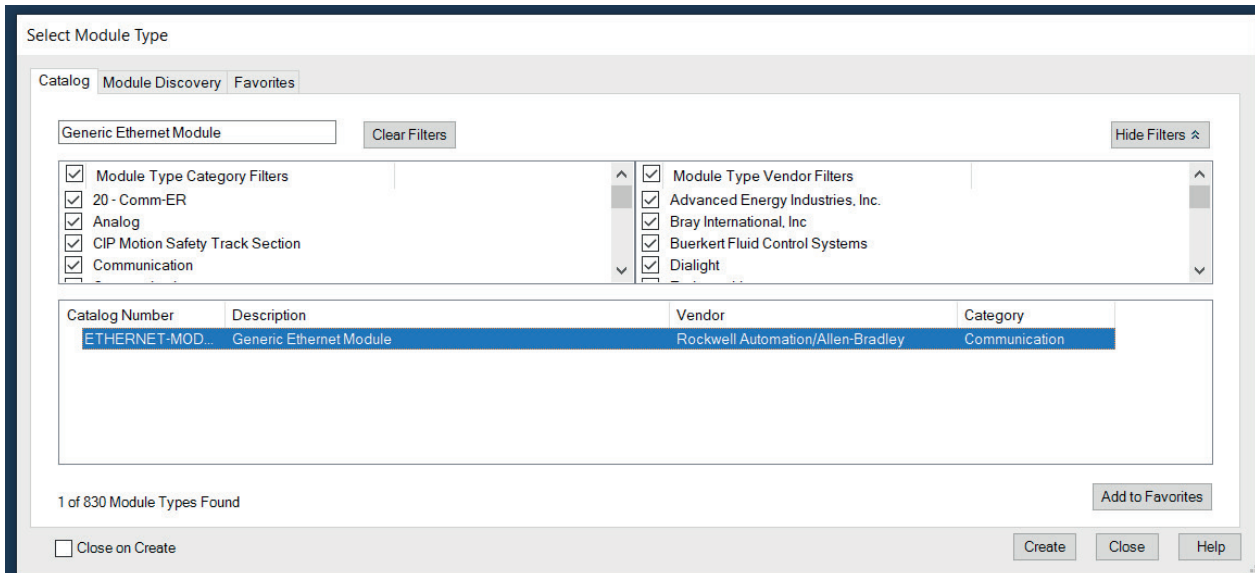 Select Module Type
Catalog Module Discovery Favorites
Generic Ethernet Module Clear Filters Hide Filters
Module Type Category Filters Module Type Vendor Filters
20 - Comm-ER Advanced Energy Industries, Inc.
Analog Bray International, Inc
CIP Motion Safety Track Section Buerkert Fluid Control Systems
Communication Dialight
Catalog Number Description Vendor Category
ETHERNET-MOD... Generic Ethernet Module Rockwell Automation/Allen-Bradley Communication
1 of 830 Module Types Found Add to Favorites
Close on Create Create Close Help